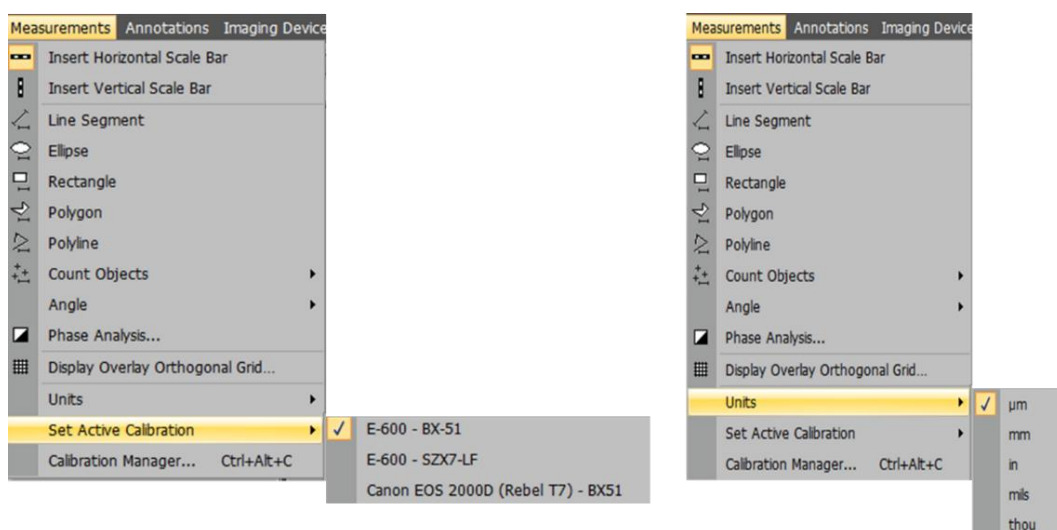 Measurements Annotations Imaging Device
Insert Horizontal Scale Bar
Insert Vertical Scale Bar
Line Segment
Ellipse
Rectangle
Polygon
Polyline
Count Objects
Angle
Phase Analysis...
Display Overlay Orthogonal Grid...
Units
Set Active Calibration
Calibration Manager... Ctrl+Alt+C
E-600 - BX-51
E-600 - SZX7-LF
Canon EOS 2000D (Rebel T7) - BX51
Measurements Annotations Imaging Device
Insert Horizontal Scale Bar
Insert Vertical Scale Bar
Line Segment
Ellipse
Rectangle
Polygon
Polyline
Count Objects
Angle
Phase Analysis...
Display Overlay Orthogonal Grid...
Units
Set Active Calibration
Calibration Manager... Ctrl+Alt+C
µm
mm
in
mils
thou